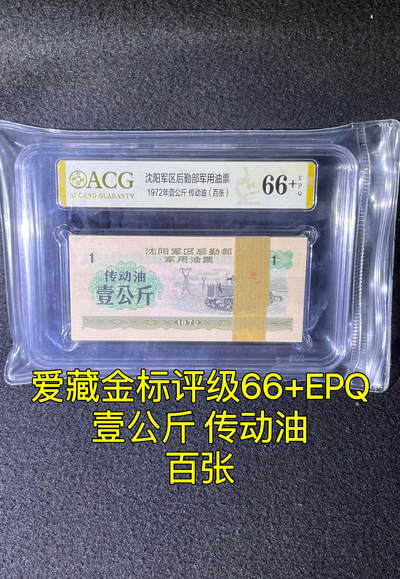 ACG
AI CANG GUARANTY
沈阳军区后勤部军用油票
1972年壹公斤 传动油(百张)
66+
EPQ
沈阳军区后勤部
军用油票
1
1
传动油
壹公斤
1972
爱藏金标评级66+EPQ
壹公斤 传动油
百张